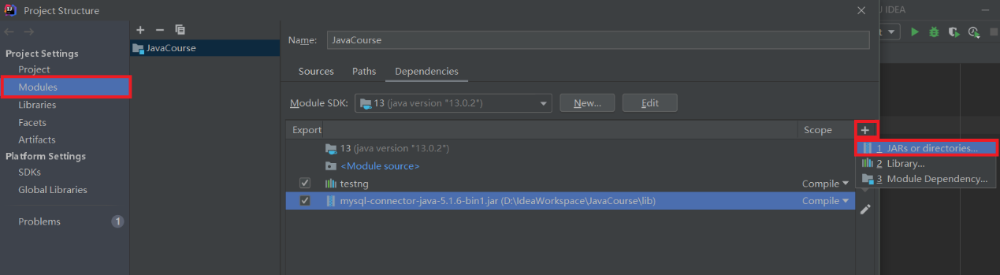 Project Structure
IDEA
Name: JavaCourse
JavaCourse
Project Settings
Project
Modules
Libraries
Facets
Artifacts
Platform Settings
SDKs
Global Libraries
Problems 1
Sources Paths Dependencies
Module SDK: 13 (java version "13.0.2") New... Edit
Export Scope
13 (java version "13.0.2")
<Module source>
testng Compile
mysql-connector-java-5.1.6-bin1.jar (D:\IdeaWorkspace\JavaCourse\lib) Compile
1 JARs or directories...
2 Library...
3 Module Dependency...